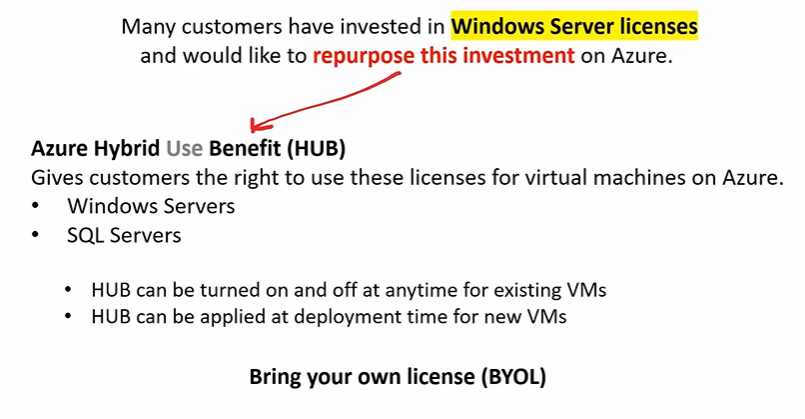 Many customers have invested in Windows Server licenses
and would like to repurpose this investment on Azure.
Azure Hybrid Use Benefit (HUB)
Gives customers the right to use these licenses for virtual machines on Azure.
• Windows Servers
• SQL Servers
• HUB can be turned on and off at anytime for existing VMs
• HUB can be applied at deployment time for new VMs
Bring your own license (BYOL)